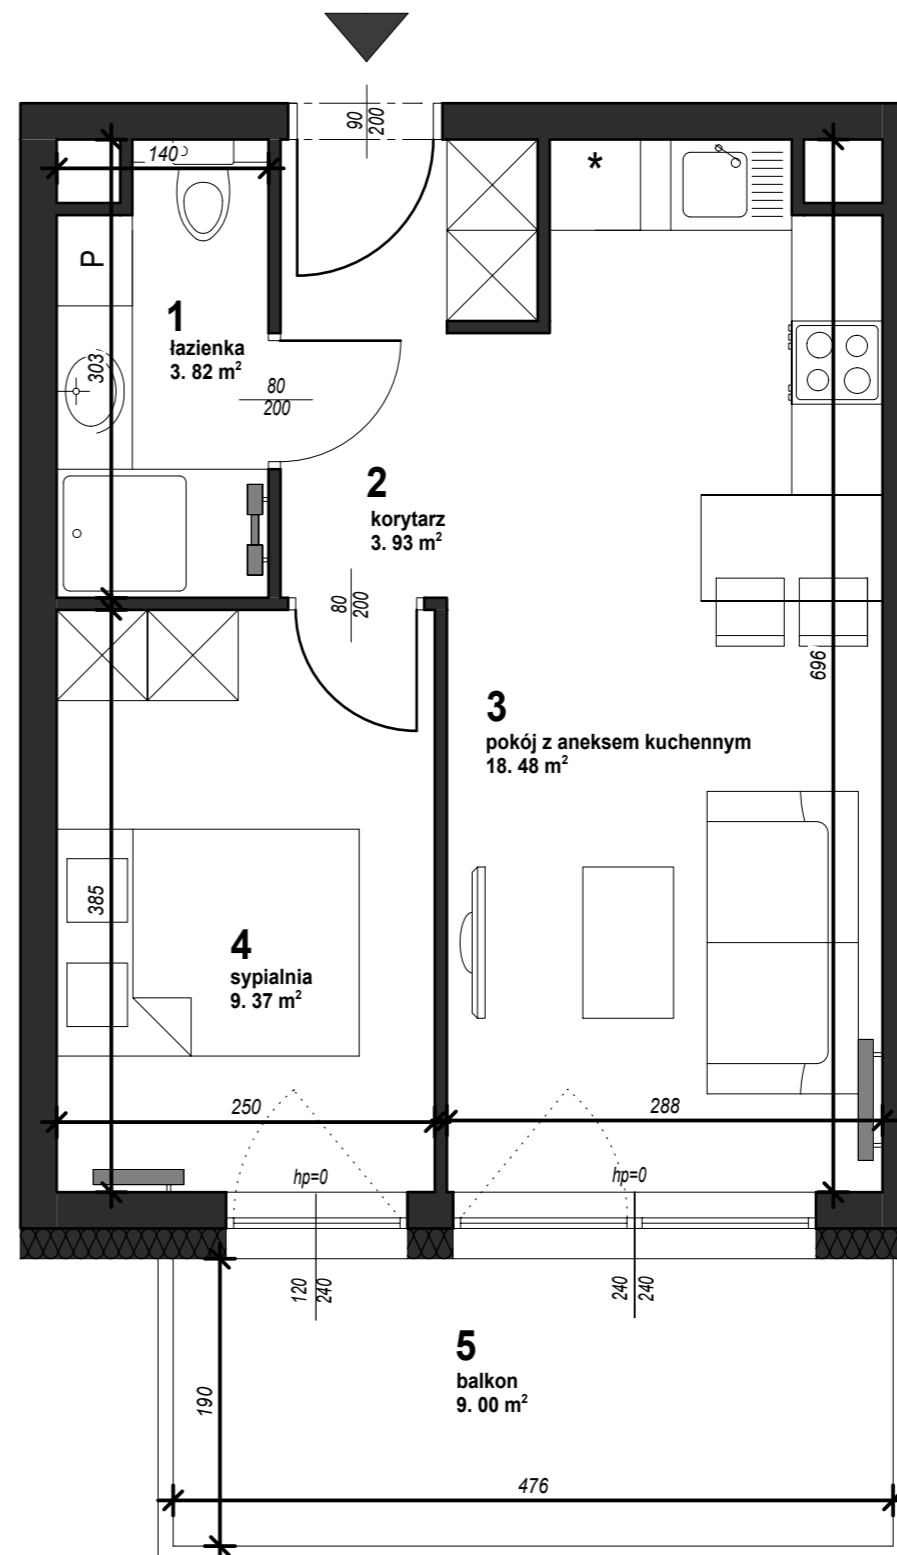 90
200
140
*
P
1
łazienka
3. 82 m²
303
80
200
2
korytarz
3. 93 m²
80
200
696
3
pokój z aneksem kuchennym
18. 48 m²
385
4
sypialnia
9. 37 m²
250
288
hp=0
hp=0
120
240
240
240
5
balkon
9. 00 m²
190
476